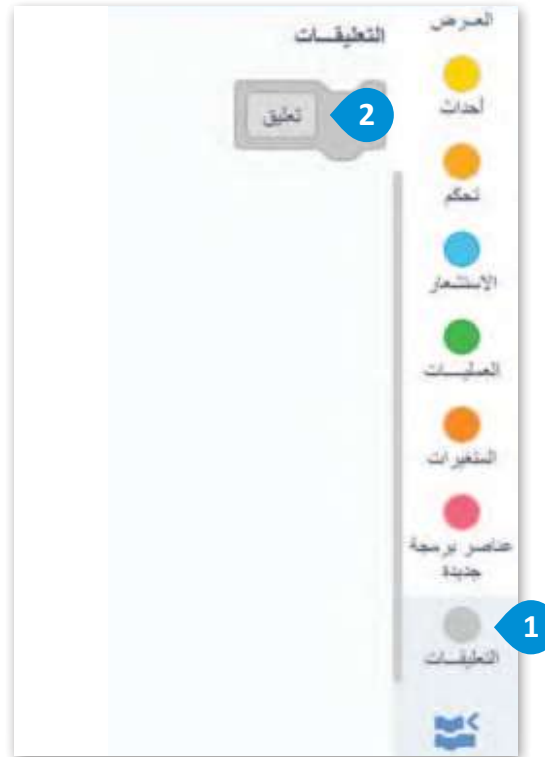 العرض
التعليقات
أحداث
تعليق
2
تحكم
الاستشعار
العمليات
المتغيرات
عناصر برمجة
جديدة
1
التعليقات